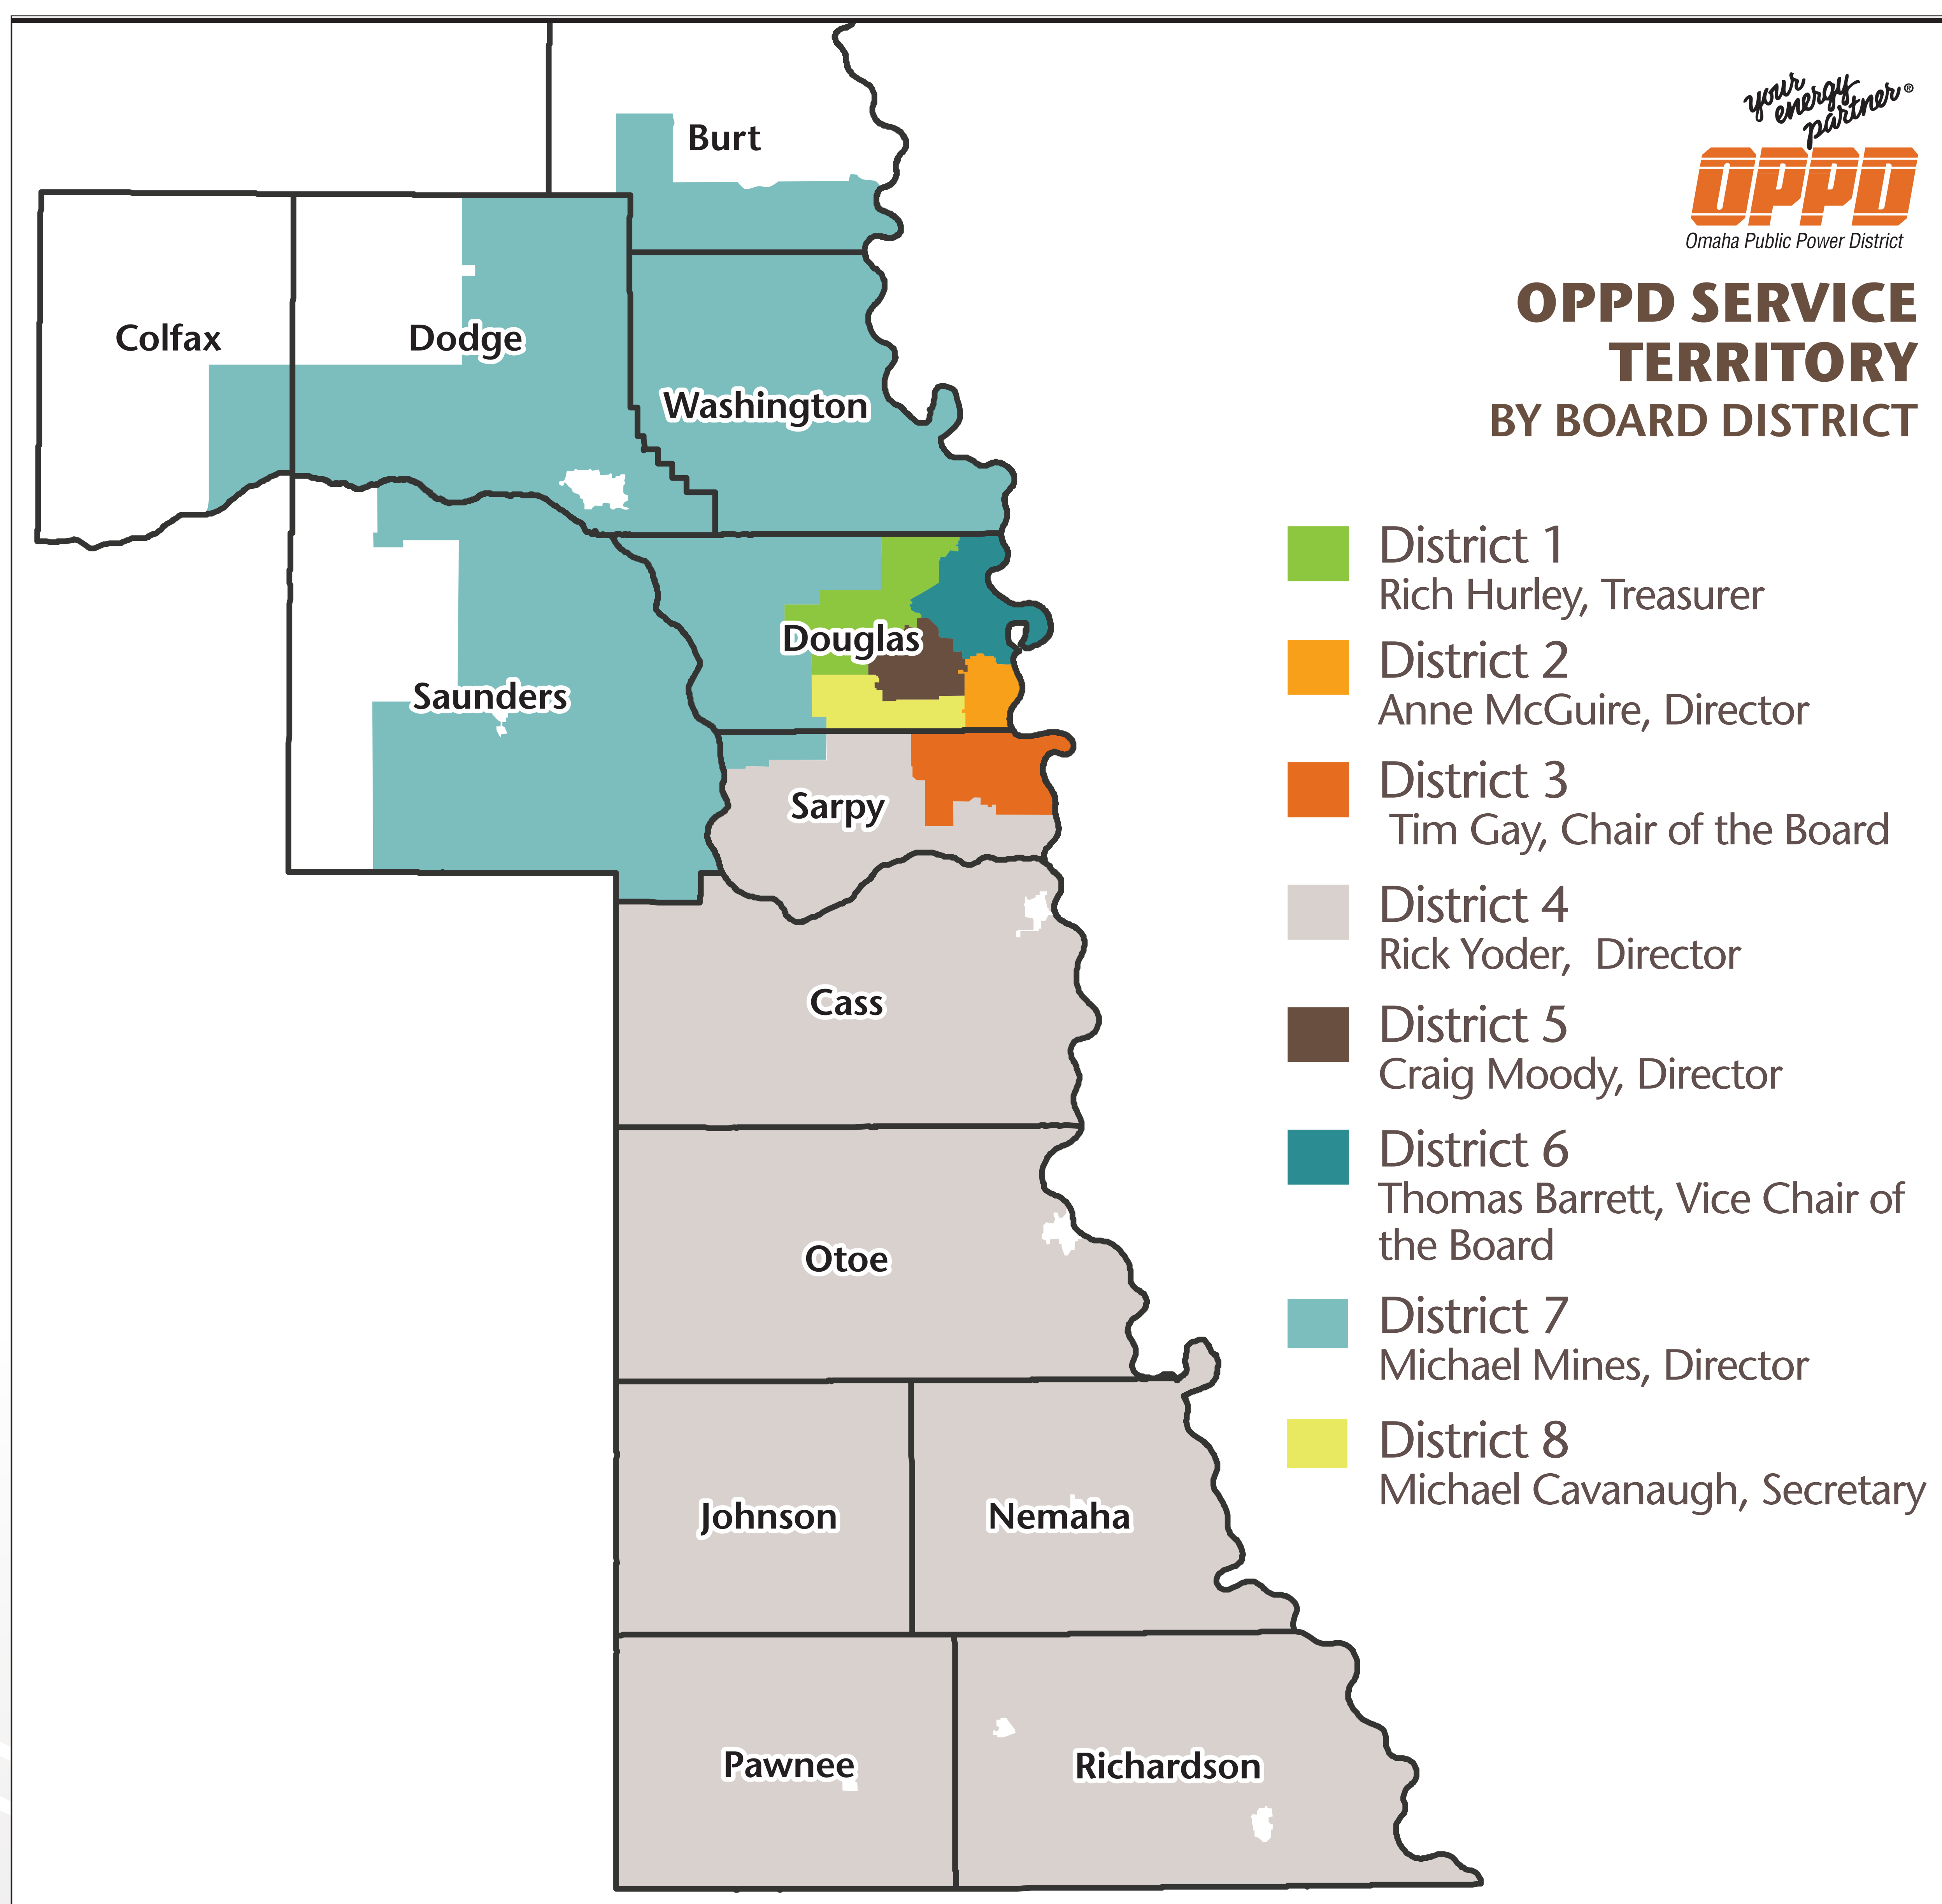 your
energy
partner®
OPPD
Omaha Public Power District
OPPD SERVICE
TERRITORY
BY BOARD DISTRICT
Burt
Colfax
Dodge
Washington
Douglas
Saunders
Sarpy
Cass
Otoe
Johnson
Nemaha
Pawnee
Richardson
District 1
Rich Hurley, Treasurer
District 2
Anne McGuire, Director
District 3
Tim Gay, Chair of the Board
District 4
Rick Yoder,  Director
District 5
Craig Moody, Director
District 6
Thomas Barrett, Vice Chair of
the Board
District 7
Michael Mines, Director
District 8
Michael Cavanaugh, Secretary